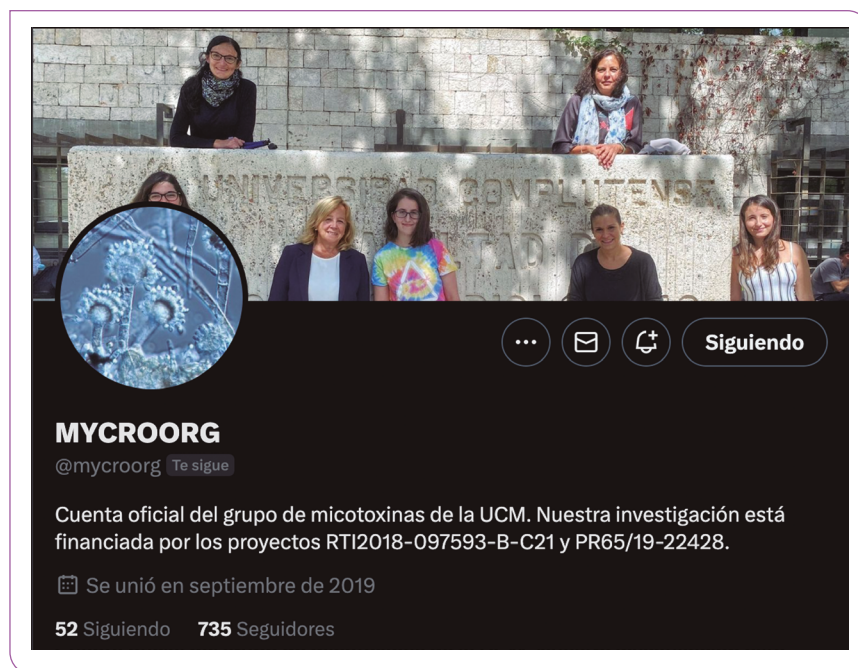 UNIVERSIDAD COMPLUTENSE
MYCROORG
@mycroorg Te sigue
Cuenta oficial del grupo de micotoxinas de la UCM. Nuestra investigación está
financiada por los proyectos RTI2018-097593-B-C21 y PR65/19-22428.
Se unió en septiembre de 2019
52 Siguiendo 735 Seguidores
Siguiendo